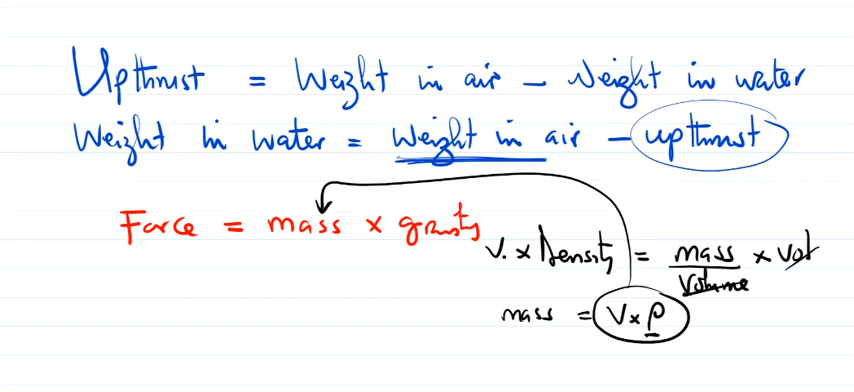 Upthrust = Weight in air – Weight in water
Weight in water = Weight in air – upthrust
Force = mass × gravity
V. × Density = mass / Volume × Vol
mass = V × ρ